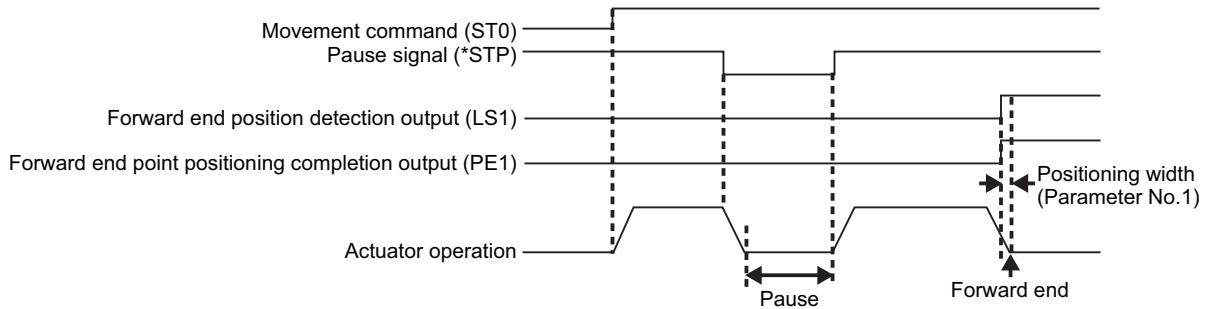 Movement command (ST0)
Pause signal (*STP)
Forward end position detection output (LS1)
Forward end point positioning completion output (PE1)
Positioning width
(Parameter No.1)
Actuator operation
Pause
Forward end